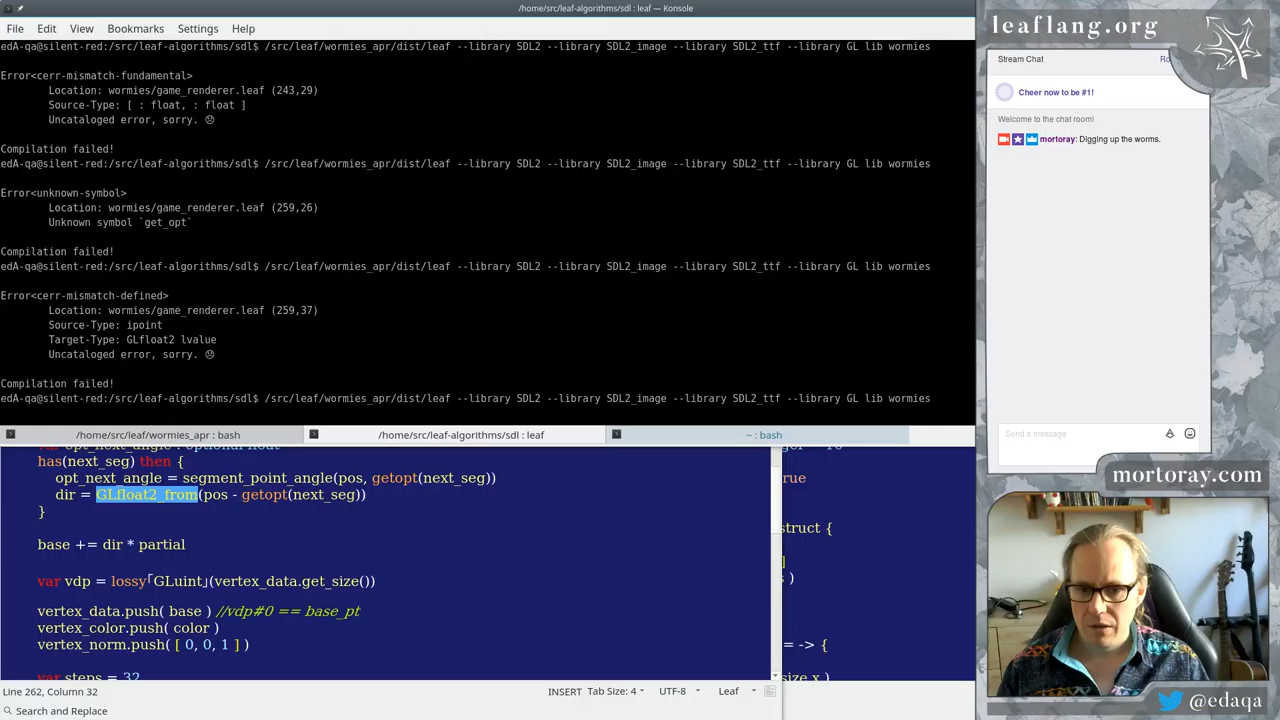 /home/src/leaf-algorithms/sdl : leaf — Konsole
File Edit View Bookmarks Settings Help
edA-qa@silent-red:/src/leaf-algorithms/sdl$ /src/leaf/wormies_apr/dist/leaf --library SDL2 --library SDL2_image --library SDL2_ttf --library GL wormies
Error<cerr-mismatch-fundamental>
Location: wormies/game_renderer.leaf (243,29)
Source-Type: [ : float, : float ]
Uncataloged error, sorry. ☹
Compilation failed!
edA-qa@silent-red:/src/leaf-algorithms/sdl$ /src/leaf/wormies_apr/dist/leaf --library SDL2 --library SDL2_image --library SDL2_ttf --library GL lib wormies
Error<unknown-symbol>
Location: wormies/game_renderer.leaf (259,26)
Unknown symbol `get_opt`
Compilation failed!
edA-qa@silent-red:/src/leaf-algorithms/sdl$ /src/leaf/wormies_apr/dist/leaf --library SDL2 --library SDL2_image --library SDL2_ttf --library GL lib wormies
Error<cerr-mismatch-defined>
Location: wormies/game_renderer.leaf (259,37)
Source-Type: ipoint
Target-Type: GLfloat2 lvalue
Uncataloged error, sorry. ☹
Compilation failed!
edA-qa@silent-red:/src/leaf-algorithms/sdl$ /src/leaf/wormies_apr/dist/leaf --library SDL2 --library SDL2_image --library SDL2_ttf --library GL lib wormies
/home/src/leaf/wormies_apr : bash
/home/src/leaf-algorithms/sdl : leaf
~ : bash
has(next_seg) then {
opt_next_angle = segment_point_angle(pos, getopt(next_seg))
dir = GLfloat2_from(pos - getopt(next_seg))
}
base += dir * partial
var vdp = lossy｢GLuint｣(vertex_data.get_size())
vertex_data.push( base ) //vdp#0 == base_pt
vertex_color.push( color )
vertex_norm.push( [ 0, 0, 1 ] )
var steps = 32
rue
struct {
]
)
= -> {
size.x )
Line 262, Column 32
INSERT Tab Size: 4 UTF-8 Leaf
Search and Replace
leaflang.org
Stream Chat
Ro
Cheer now to be #1!
Welcome to the chat room!
mortoray: Digging up the worms.
Send a message
mortoray.com
@edaqa